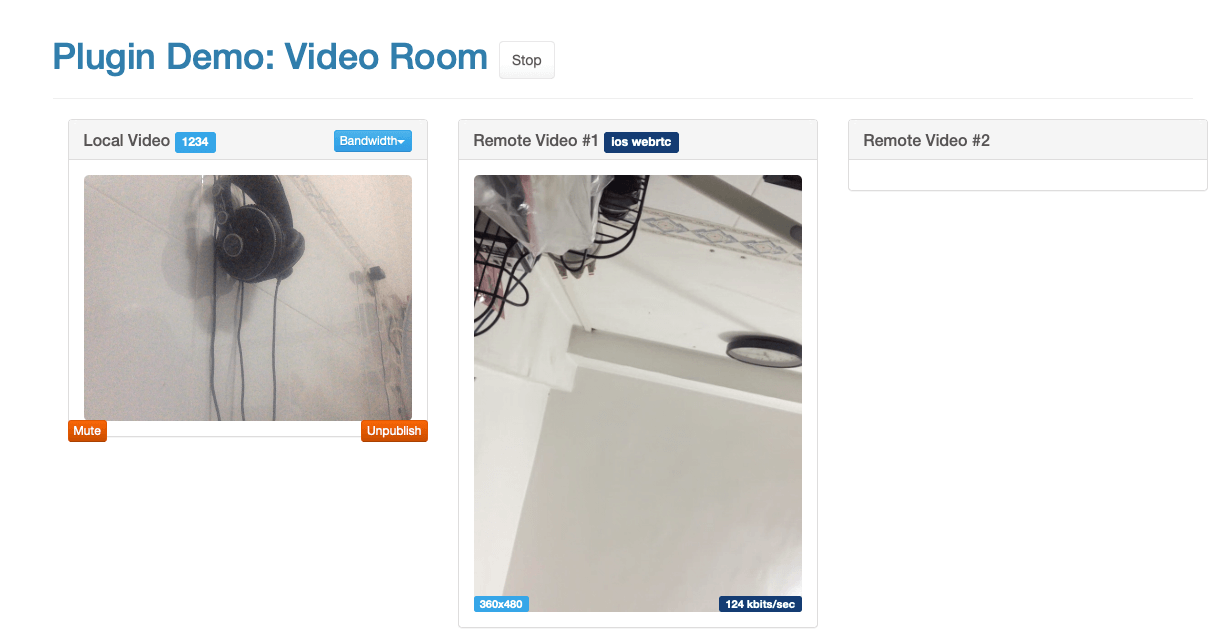 Plugin Demo: Video Room Stop
Local Video 1234 Bandwidth
Remote Video #1 ios webrtc
Remote Video #2
Mute Unpublish
360x480 124 kbits/sec